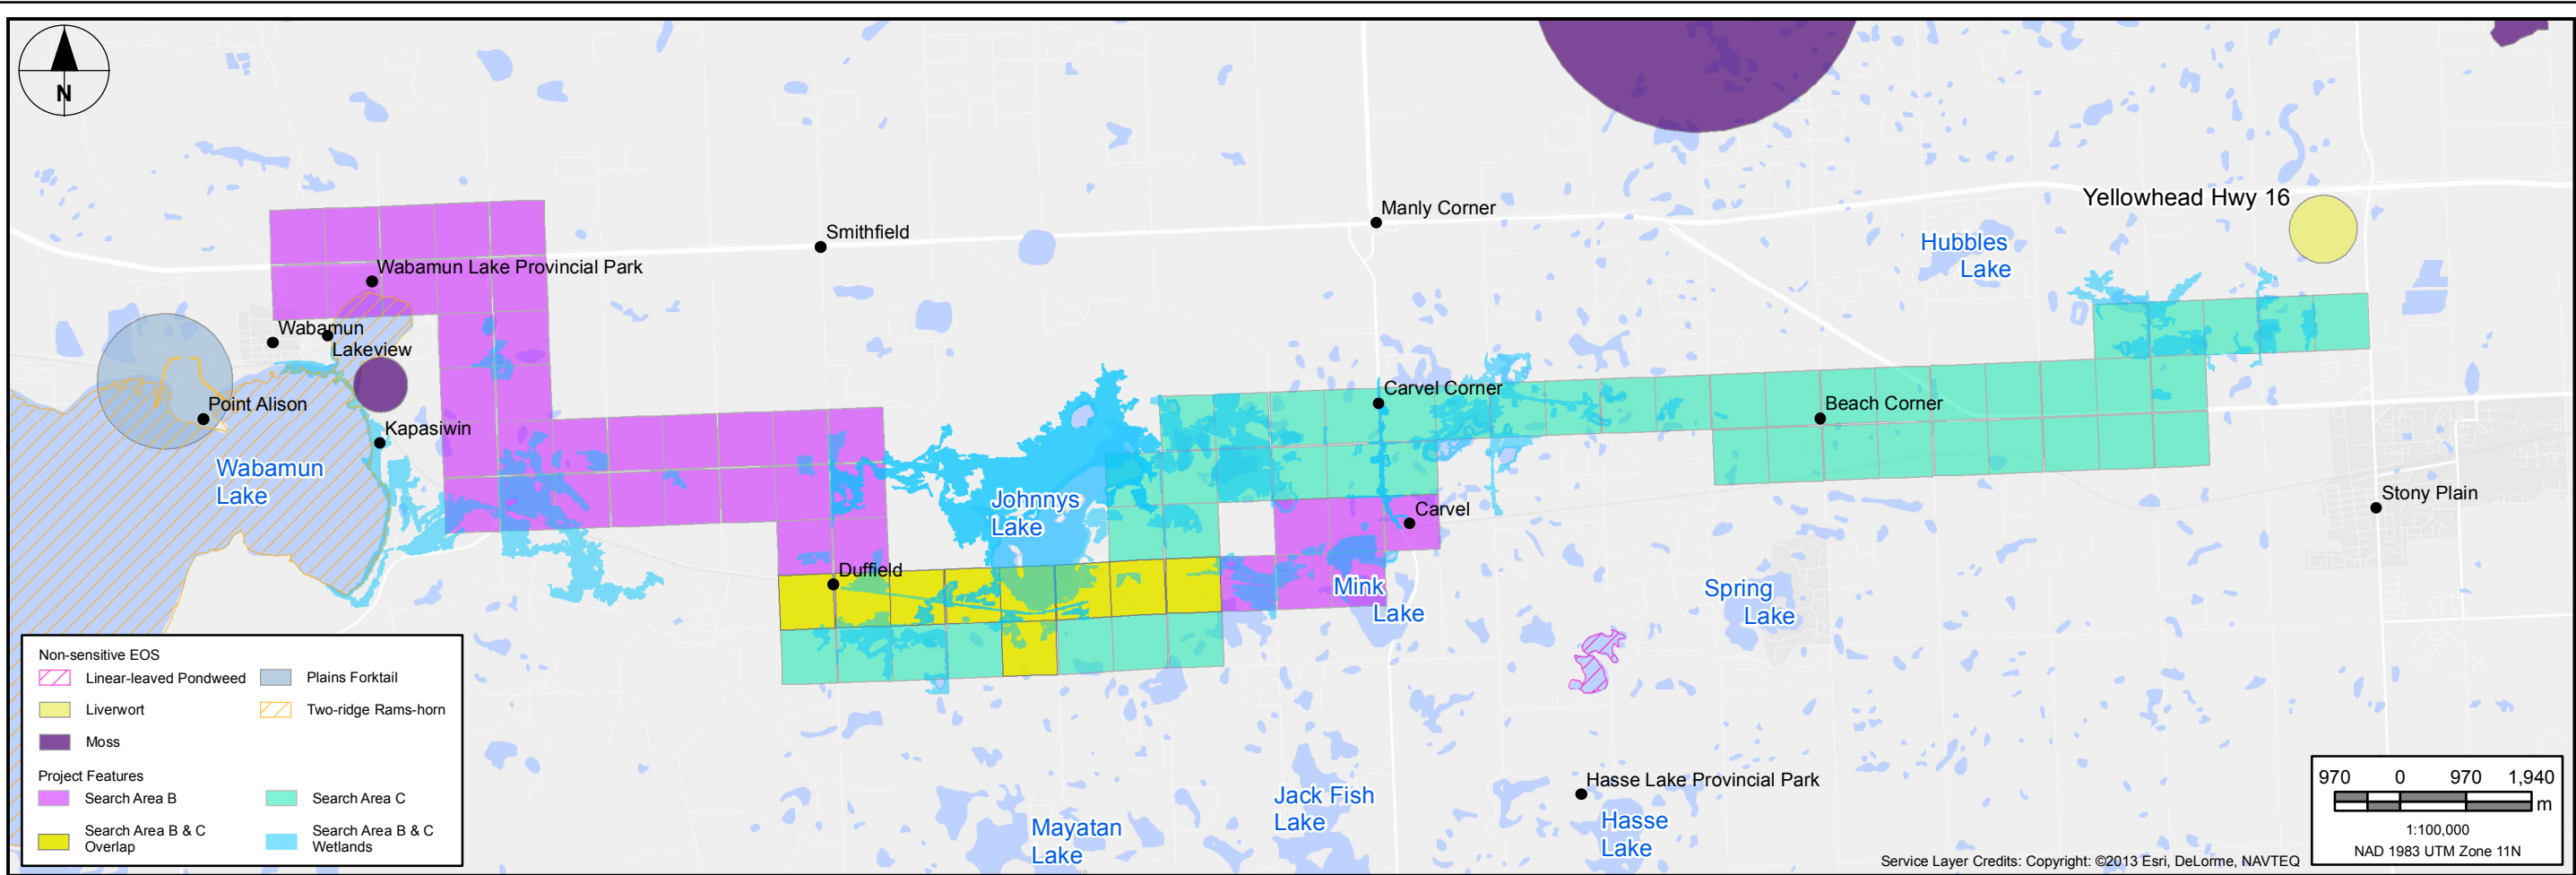 N
Yellowhead Hwy 16
Manly Corner
Smithfield
Hubbles
Lake
Wabamun Lake Provincial Park
Wabamun
Lakeview
Carvel Corner
Point Alison
Beach Corner
Kapasiwin
Wabamun
Lake
Johnnys
Lake
Stony Plain
Carvel
Duffield
Mink
Lake
Spring
Lake
Hasse Lake Provincial Park
Jack Fish
Lake
Hasse
Lake
Mayatan
Lake
Non-sensitive EOS
Linear-leaved Pondweed
Plains Forktail
Liverwort
Two-ridge Rams-horn
Moss
Project Features
Search Area B
Search Area C
Search Area B & C
Overlap
Search Area B & C
Wetlands
970 0 970 1,940
m
1:100,000
NAD 1983 UTM Zone 11N
Service Layer Credits: Copyright: ©2013 Esri, DeLorme, NAVTEQ